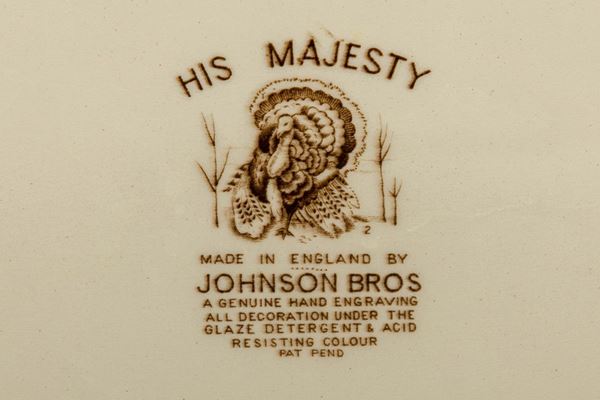 HIS MAJESTY
2
MADE IN ENGLAND BY
JOHNSON BROS
A GENUINE HAND ENGRAVING
ALL DECORATION UNDER THE
GLAZE DETERGENT & ACID
RESISTING COLOUR
PAT PEND